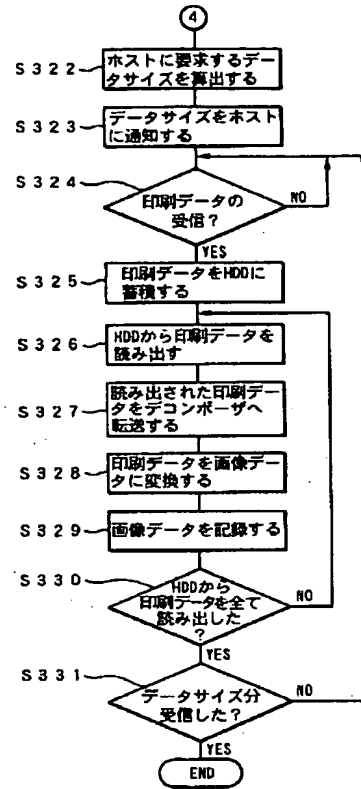 4
S322
ホストに要求するデー
タサイズを算出する
S323
データサイズをホスト
に通知する
S324
印刷データの
受信?
NO
YES
S325
印刷データをHDDに
蓄積する
S326
HDDから印刷データを
読み出す
S327
読み出された印刷デー
タをデコンポーザへ
転送する
S328
印刷データを画像デー
タに変換する
S329
画像データを記録する
S330
HDDから
印刷データを全て
読み出した
?
NO
YES
S331
データサイズ分
受信した?
NO
YES
END